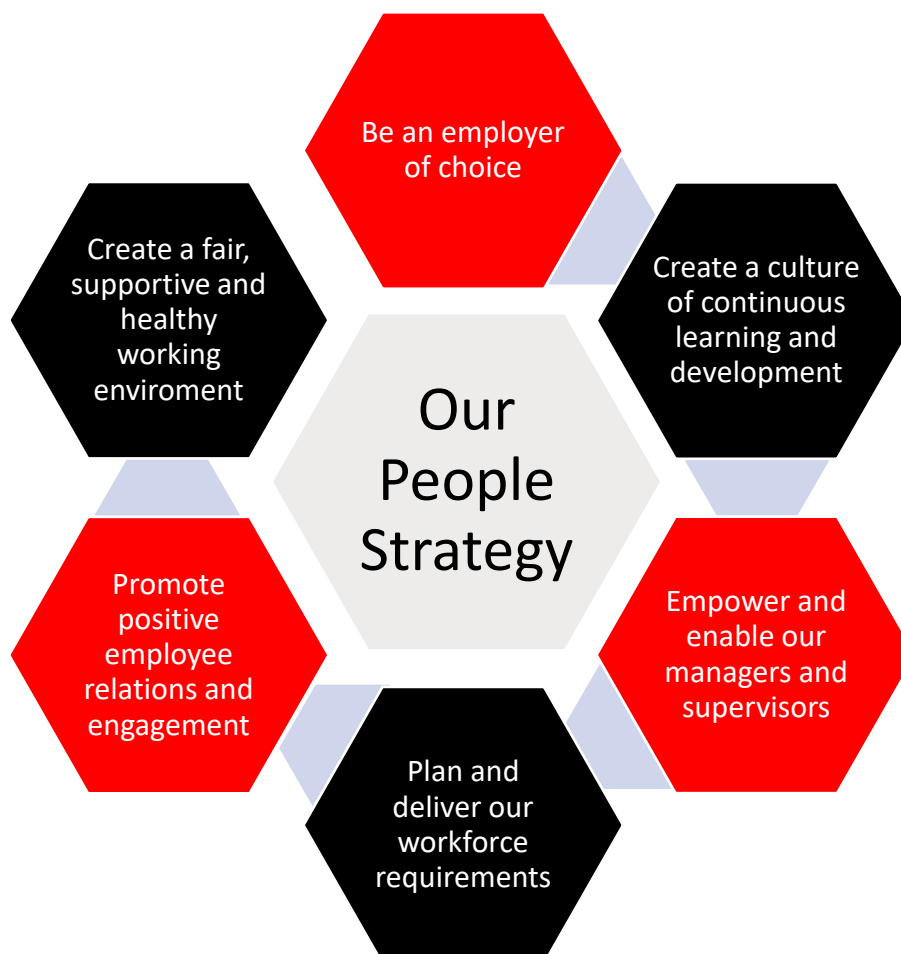 Be an employer
of choice
Create a culture
of continuous
learning and
development
Empower and
enable our
managers and
supervisors
Plan and
deliver our
workforce
requirements
Promote
positive
employee
relations and
engagement
Create a fair,
supportive and
healthy
working
enviroment
Our
People
Strategy